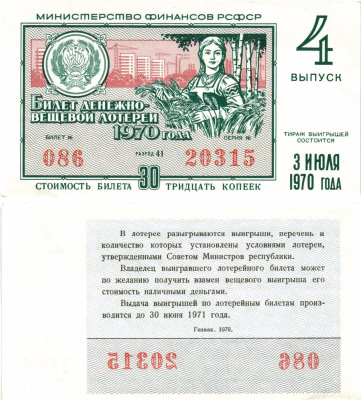 МИНИСТЕРСТВО ФИНАНСОВ РСФСР
4
ВЫПУСК
БИЛЕТ ДЕНЕЖНО-
ВЕЩЕВОЙ ЛОТЕРЕИ
1970 ГОДА
БИЛЕТ №
СЕРИЯ №
086
РАЗРЯД 41
20315
ТИРАЖ ВЫИГРЫШЕЙ
СОСТОИТСЯ
3 ИЮЛЯ
1970 ГОДА
СТОИМОСТЬ БИЛЕТА 30 ТРИДЦАТЬ КОПЕЕК
В лотерее разыгрываются выигрыши, перечень и
количество которых установлены условиями лотереи,
утвержденными Советом Министров республики.
Владелец выигравшего лотерейного билета может
по желанию получить взамен вещевого выигрыша его
стоимость наличными деньгами.
Выдача выигрышей по лотерейным билетам произво-
дится до 30 июня 1971 года.
Гознак. 1970.
20315
086